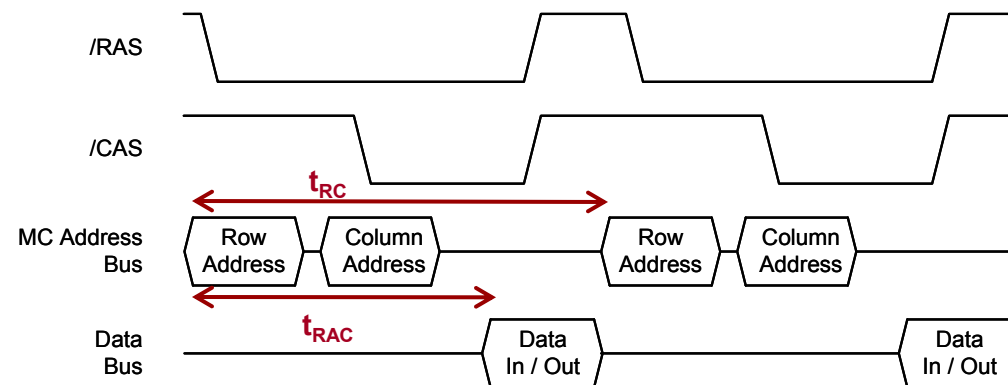 /RAS
/CAS
tRC
MC Address
Bus
Row
Address
Column
Address
Row
Address
Column
Address
tRAC
Data
Bus
Data
In / Out
Data
In / Out